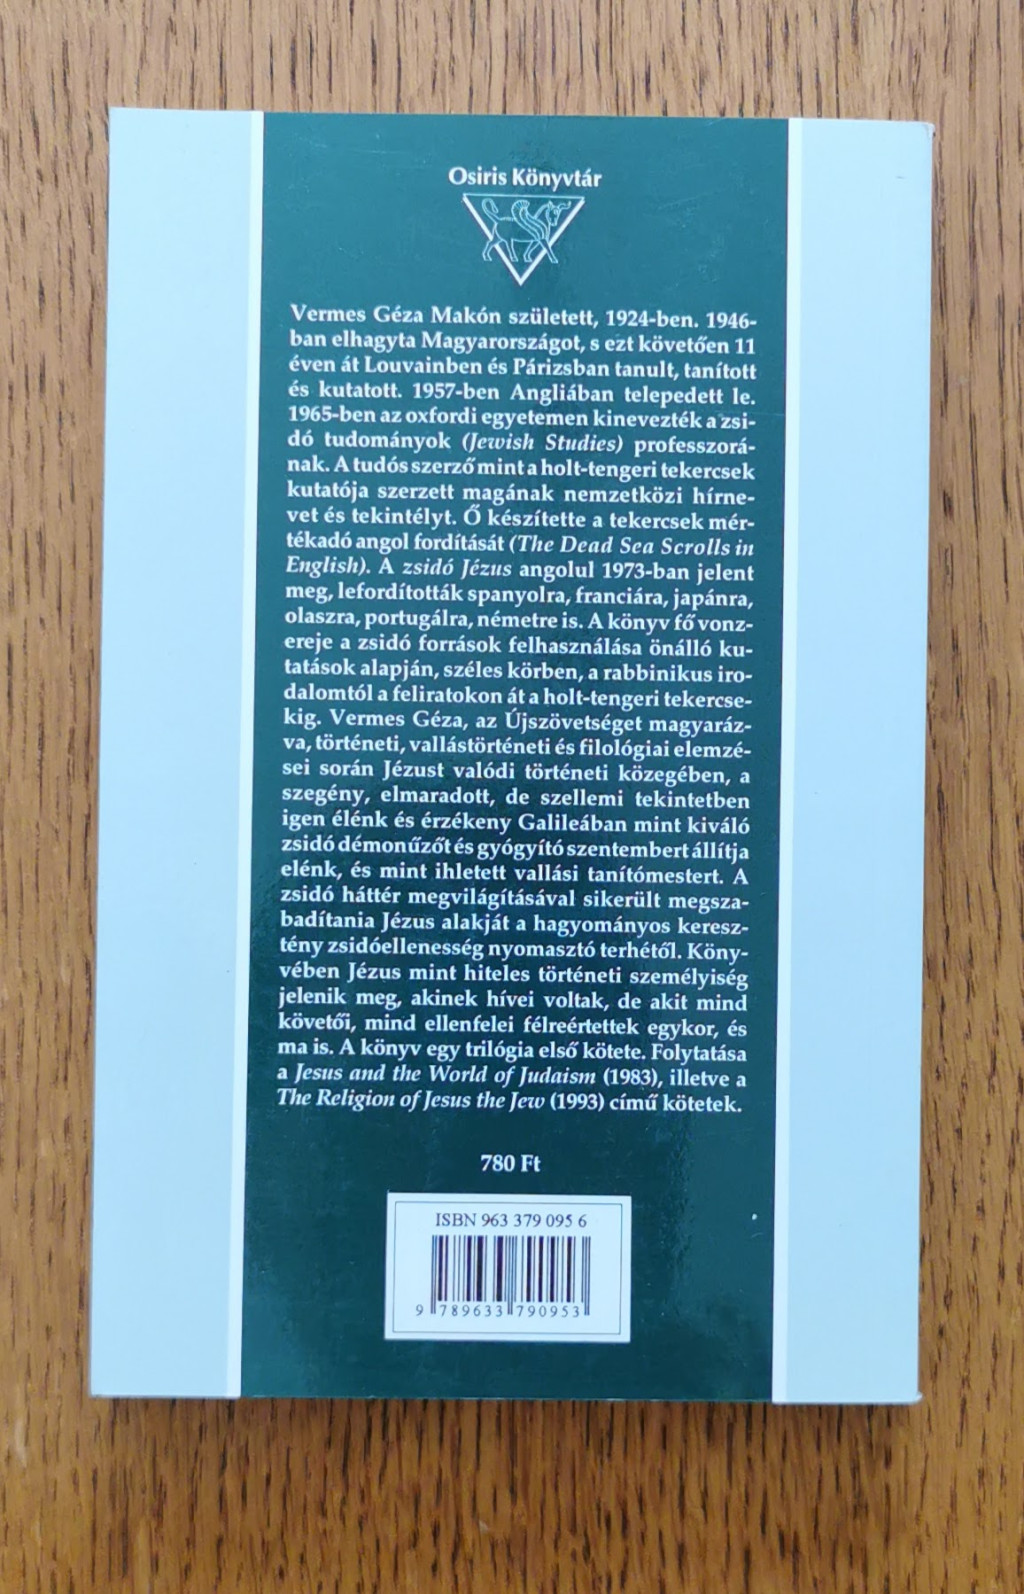 Osiris Könyvtár
Vermes Géza Makón született, 1924-ben. 1946-
ban elhagyta Magyarországot, s ezt követően 11
éven át Louvainben és Párizsban tanult, tanított
és kutatott. 1957-ben Angliában telepedett le.
1965-ben az oxfordi egyetemen kinevezték a zsi-
dó tudományok (Jewish Studies) professzorá-
nak. A tudós szerző mint a holt-tengeri tekercsek
kutatója szerzett magának nemzetközi hírne-
vet és tekintélyt. Ő készítette a tekercsek mér-
tékadó angol fordítását (The Dead Sea Scrolls in
English). A zsidó Jézus angolul 1973-ban jelent
meg, lefordították spanyolra, franciára, japánra,
olaszra, portugálra, németre is. A könyv fő vonz-
ereje a zsidó források felhasználása önálló ku-
tatások alapján, széles körben, a rabbinikus iro-
dalomtól a feliratokon át a holt-tengeri tekercse-
kig. Vermes Géza, az Újszövetséget magyaráz-
va, történeti, vallástörténeti és filológiai elemzé-
sei során Jézust valódi történeti közegében, a
szegény, elmaradott, de szellemi tekintetben
igen élénk és érzékeny Galileában mint kiváló
zsidó démonűzőt és gyógyító szentembert állítja
elénk, és mint ihletett vallási tanítómestert. A
zsidó háttér megvilágításával sikerült megsza-
badítania Jézus alakját a hagyományos keresz-
tény zsidóellenesség nyomasztó terhétől. Köny-
vében Jézus mint hiteles történeti személyiség
jelenik meg, akinek hívei voltak, de akit mind
követői, mind ellenfelei félreértettek egykor, és
ma is. A könyv egy trilógia első kötete. Folytatása
a Jesus and the World of Judaism (1983), illetve a
The Religion of Jesus the Jew (1993) című kötetek.
780 Ft
ISBN 963 379 095 6
9 789633 790953